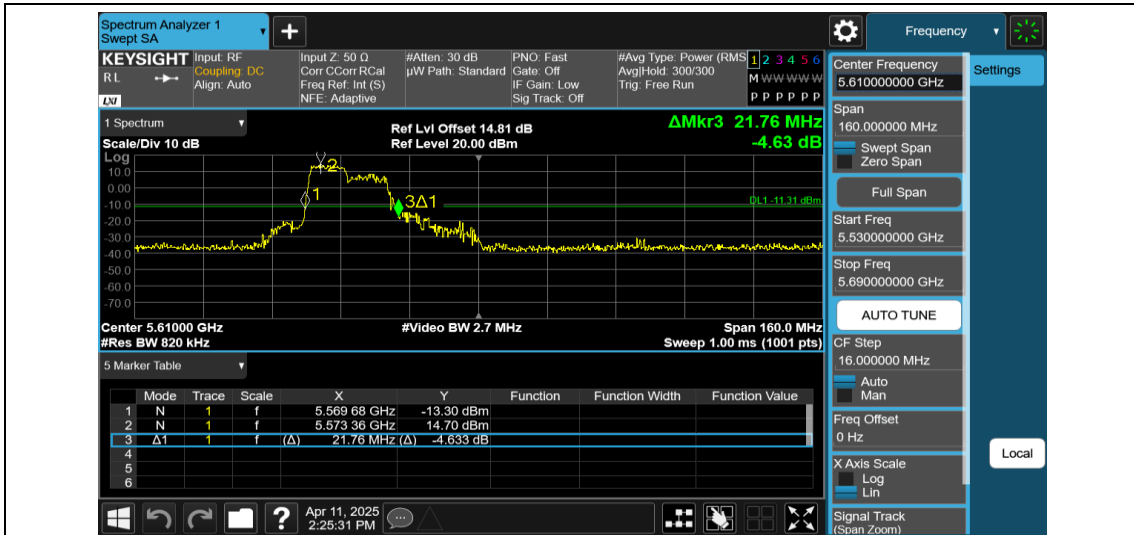 Spectrum Analyzer 1
Swept SA
Frequency
KEYSIGHT
Input: RF
Input Z: 50 Ω
#Atten: 30 dB
PNO: Fast
#Avg Type: Power (RMS
1 2 3 4 5 6
R L
Coupling: DC
Corr CCorr RCal
µW Path: Standard
Gate: Off
Avg|Hold: 300/300
M W W W W W
Align: Auto
Freq Ref: Int (S)
IF Gain: Low
Trig: Free Run
LXI
NFE: Adaptive
Sig Track: Off
P P P P P P
1 Spectrum
Ref Lvl Offset 14.81 dB
ΔMkr3 21.76 MHz
Scale/Div 10 dB
Ref Level 20.00 dBm
-4.63 dB
Log
10.0
0.00
-10.0
-20.0
-30.0
-40.0
-50.0
-60.0
-70.0
2
1
3Δ1
DL1 -11.31 dBm
Center 5.61000 GHz
#Video BW 2.7 MHz
Span 160.0 MHz
#Res BW 820 kHz
Sweep 1.00 ms (1001 pts)
5 Marker Table
Mode Trace Scale X Y Function Function Width Function Value
1 N 1 f 5.569 68 GHz -13.30 dBm
2 N 1 f 5.573 36 GHz 14.70 dBm
3 Δ1 1 f (Δ) 21.76 MHz (Δ) -4.633 dB
4
5
6
Apr 11, 2025
2:25:31 PM
Center Frequency
5.610000000 GHz
Settings
Span
160.000000 MHz
Swept Span
Zero Span
Full Span
Start Freq
5.530000000 GHz
Stop Freq
5.690000000 GHz
AUTO TUNE
CF Step
16.000000 MHz
Auto
Man
Freq Offset
0 Hz
X Axis Scale
Log
Lin
Local
Signal Track
(Span Zoom)